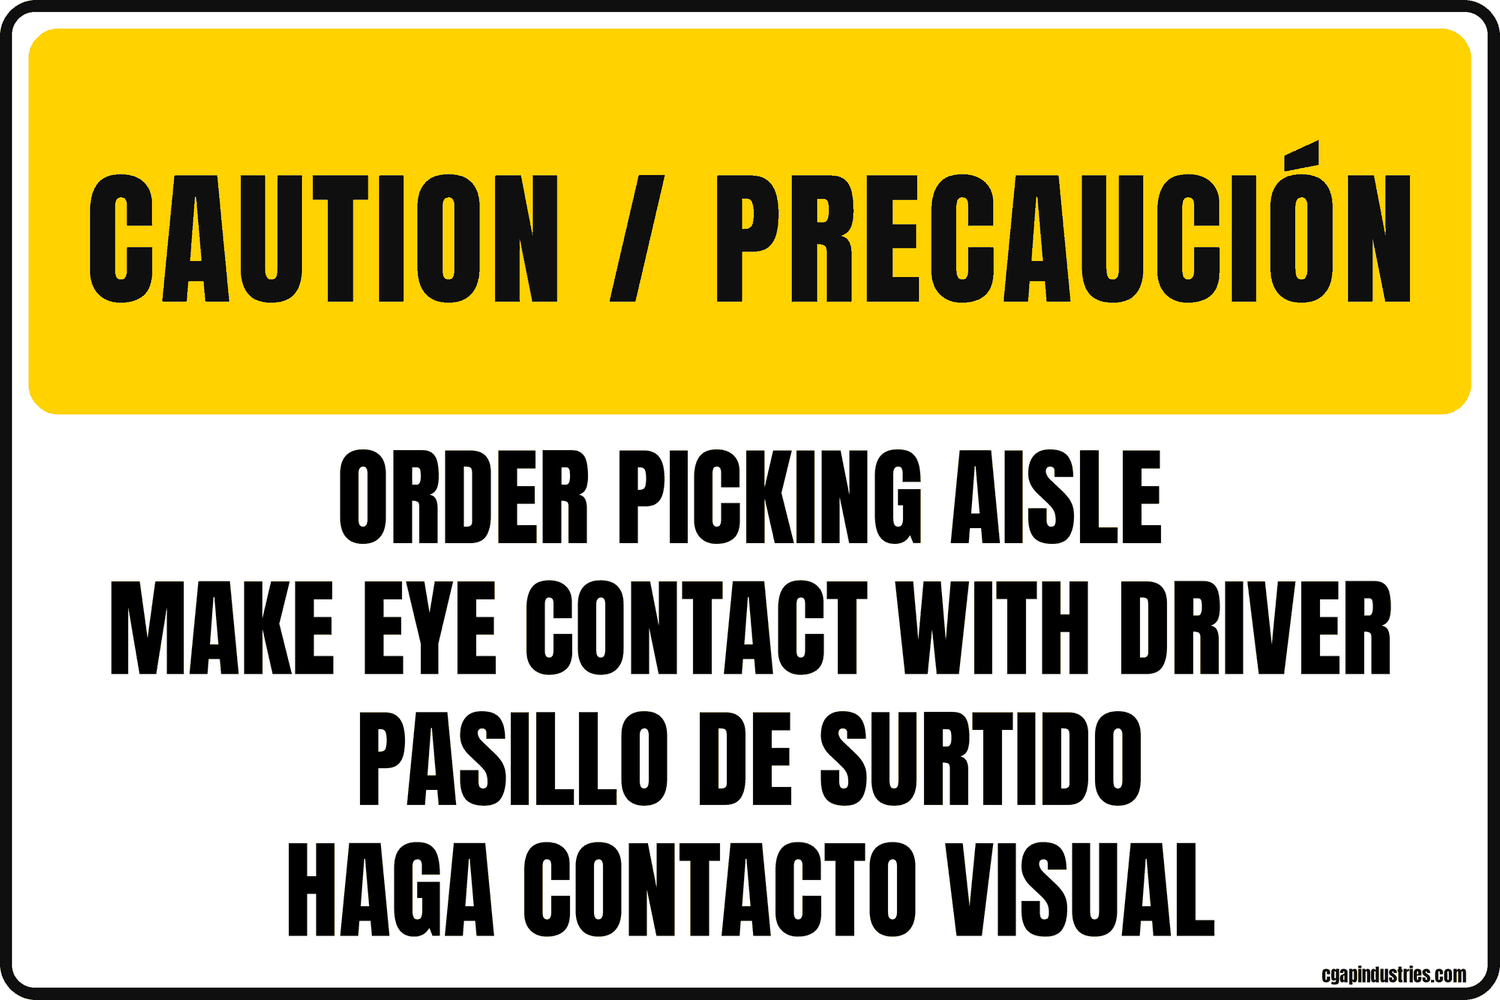 CAUTION / PRECAUCIÓN
ORDER PICKING AISLE
MAKE EYE CONTACT WITH DRIVER
PASILLO DE SURTIDO
HAGA CONTACTO VISUAL
cgapindustries.com